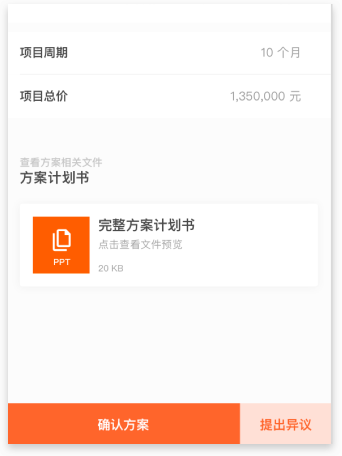 项目周期 10 个月
项目总价 1,350,000 元
查看方案相关文件
方案计划书
完整方案计划书
点击查看文件预览
PPT
20 KB
确认方案 提出异议